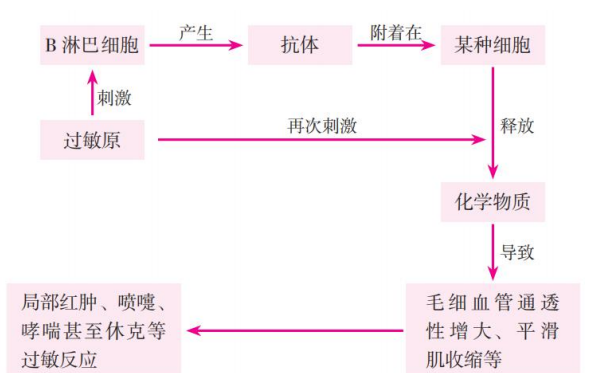 B 淋巴细胞
产生
抗体
附着在
某种细胞
刺激
过敏原
再次刺激
释放
化学物质
导致
局部红肿、喷嚏、
哮喘甚至休克等
过敏反应
毛细血管通透
性增大、平滑
肌收缩等